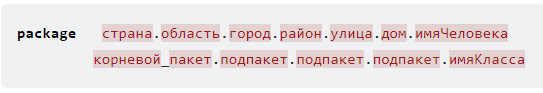 package страна.область.город.район.улица.дом.имяЧеловека
корневой_пакет.подпакет.подпакет.подпакет.имяКласса